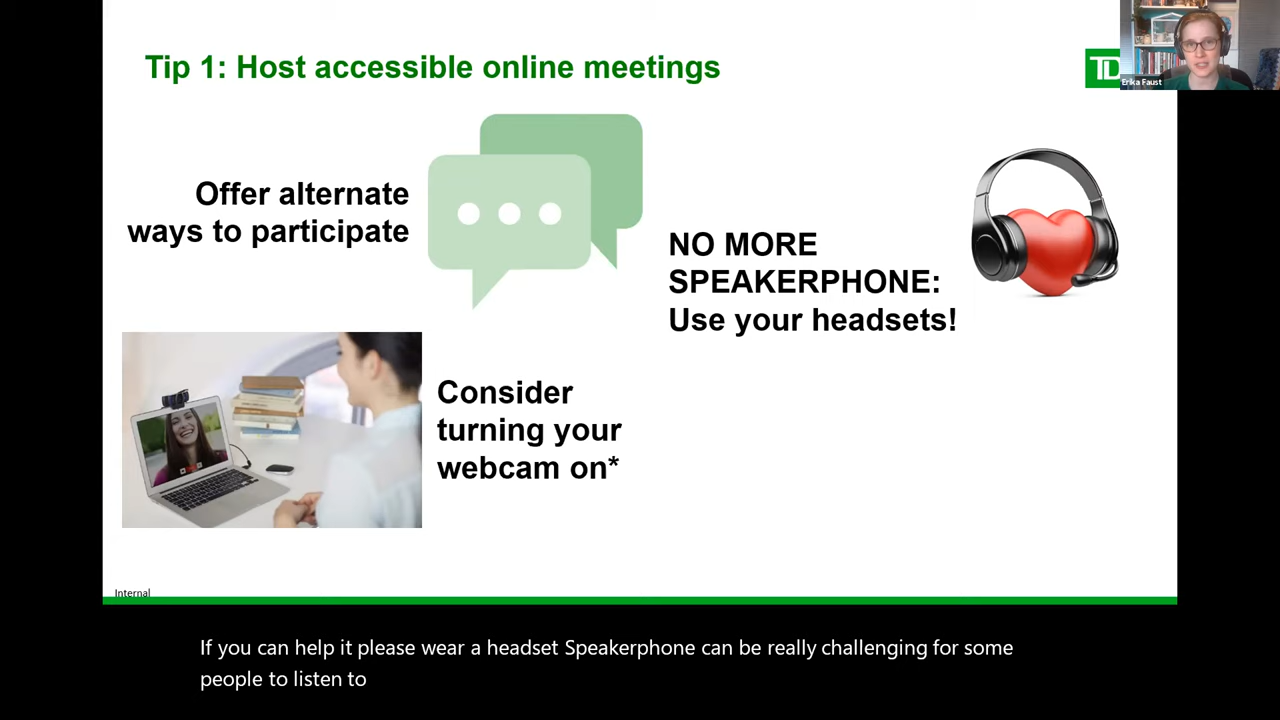 Tip 1: Host accessible online meetings
TD
Erika Faust
Offer alternate
ways to participate
NO MORE
SPEAKERPHONE:
Use your headsets!
Consider
turning your
webcam on*
Internal
If you can help it please wear a headset Speakerphone can be really challenging for some
people to listen to